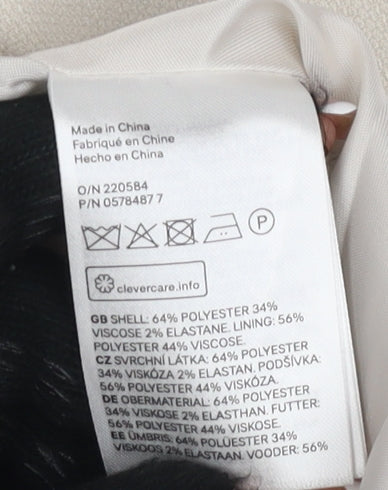 Made in China
Fabriqué en Chine
Hecho en China
O/N 220584
P/N 0578487 7
P
clevercare.info
GB SHELL: 64% POLYESTER 34%
VISCOSE 2% ELASTANE. LINING: 56%
POLYESTER 44% VISCOSE.
CZ SVRCHNÍ LÁTKA: 64% POLYESTER
34% VISKÓZA 2% ELASTAN. PODŠÍVKA:
56% POLYESTER 44% VISKÓZA.
DE OBERMATERIAL: 64% POLYESTER
34% VISKOSE 2% ELASTHAN. FUTTER:
56% POLYESTER 44% VISKOSE.
EE ÜMBRIS: 64% POLÜESTER 34%
VISKOOS 2% ELASTAAN. VOODER: 56%